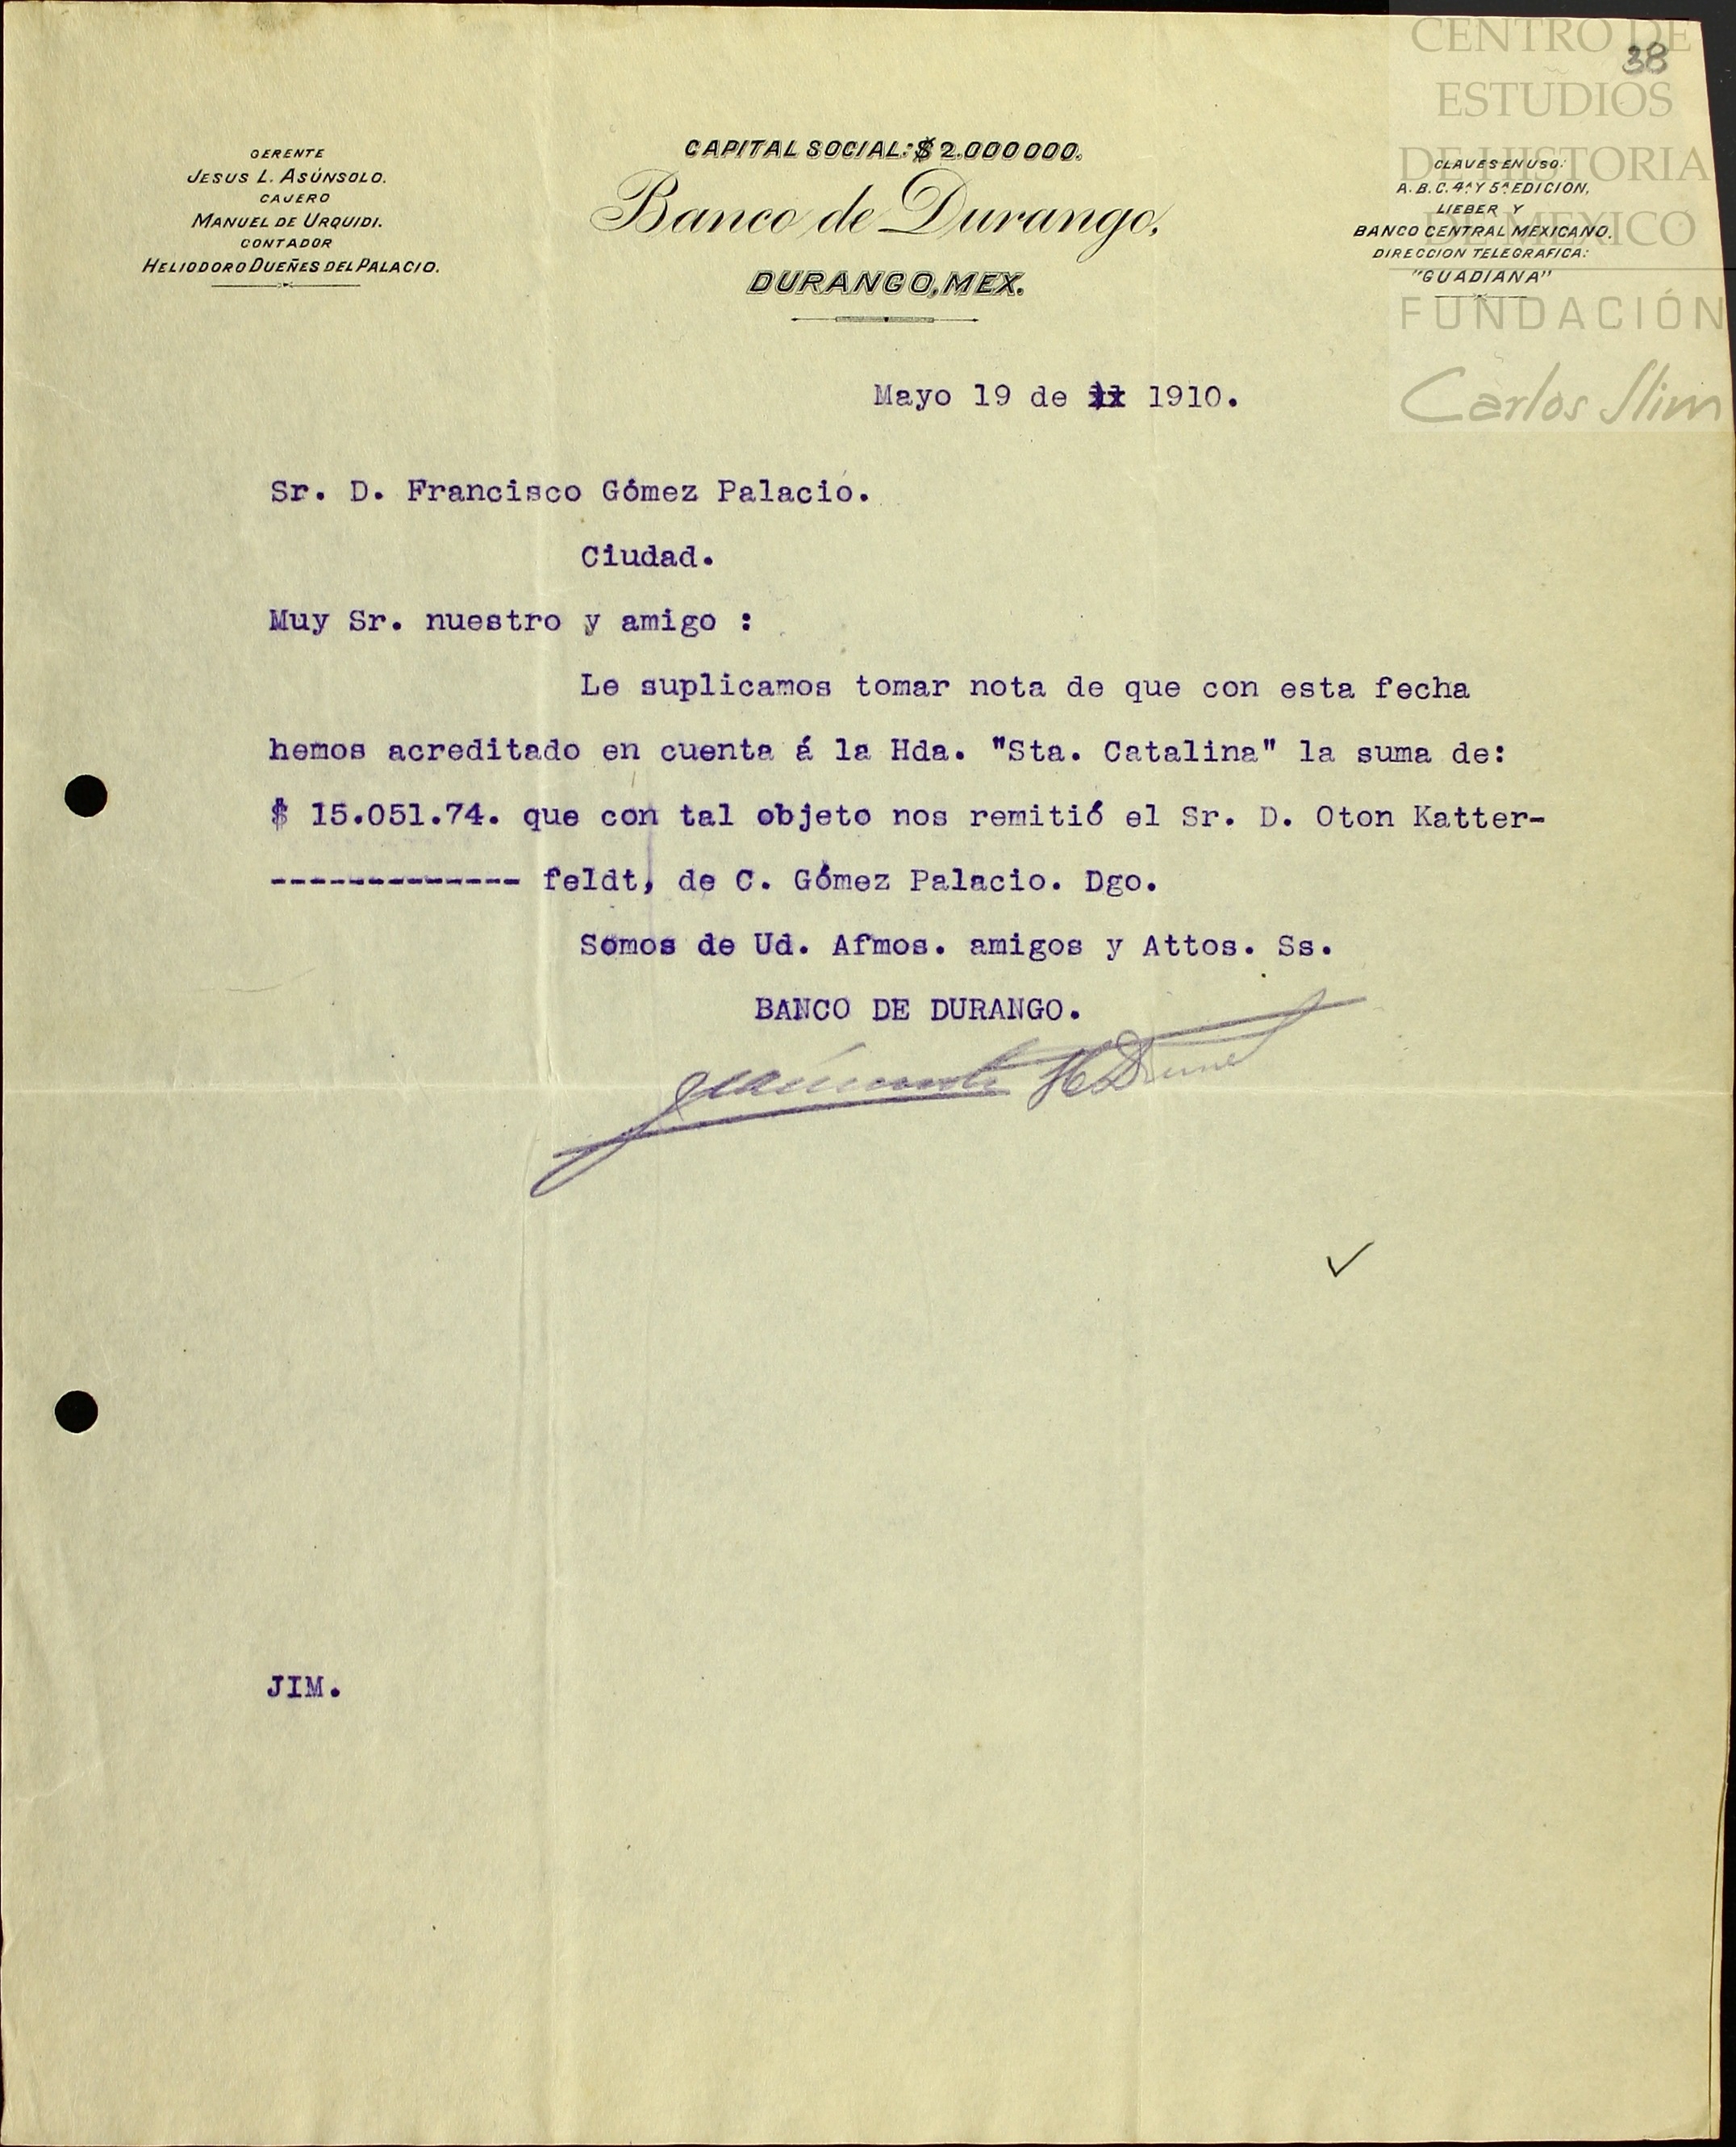 38
CENTRO DE
ESTUDIOS
DE HISTORIA
DE MEXICO
FUNDACIÓN
Carlos Slim
GERENTE
JESUS L. ASÚNSOLO.
CAJERO
MANUEL DE URQUIDI.
CONTADOR
HELIODORO DUEÑES DEL PALACIO.
CAPITAL SOCIAL: $ 2.000 000.
Banco de Durango,
DURANGO, MEX.
CLAVES EN USO:
A. B. C. 4ª Y 5ª EDICION,
LIEBER Y
BANCO CENTRAL MEXICANO.
DIRECCION TELEGRAFICA:
"GUADIANA"
Mayo 19 de 1910.
Sr. D. Francisco Gómez Palacio.
Ciudad.
Muy Sr. nuestro y amigo :
Le suplicamos tomar nota de que con esta fecha
hemos acreditado en cuenta á la Hda. "Sta. Catalina" la suma de:
$ 15.051.74. que con tal objeto nos remitió el Sr. D. Oton Katter-
------------- feldt, de C. Gómez Palacio. Dgo.
Somos de Ud. Afmos. amigos y Attos. Ss.
BANCO DE DURANGO.
JIM.